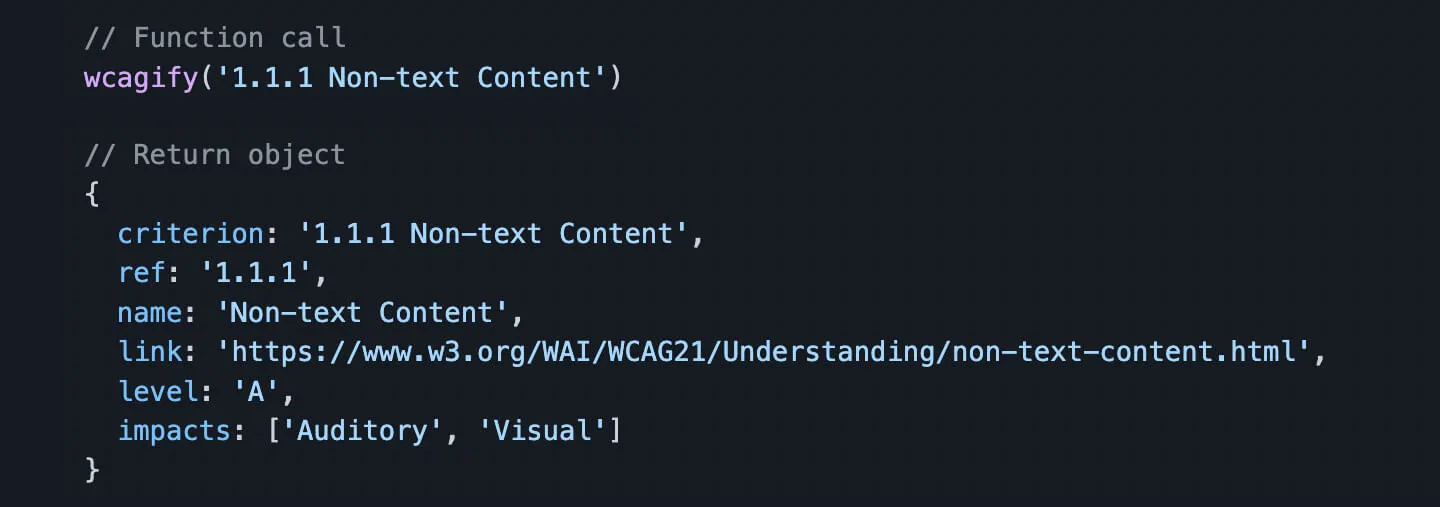 // Function call
wcagify('1.1.1 Non-text Content')
// Return object
{
criterion: '1.1.1 Non-text Content',
ref: '1.1.1',
name: 'Non-text Content',
link: 'https://www.w3.org/WAI/WCAG21/Understanding/non-text-content.html',
level: 'A',
impacts: ['Auditory', 'Visual']
}